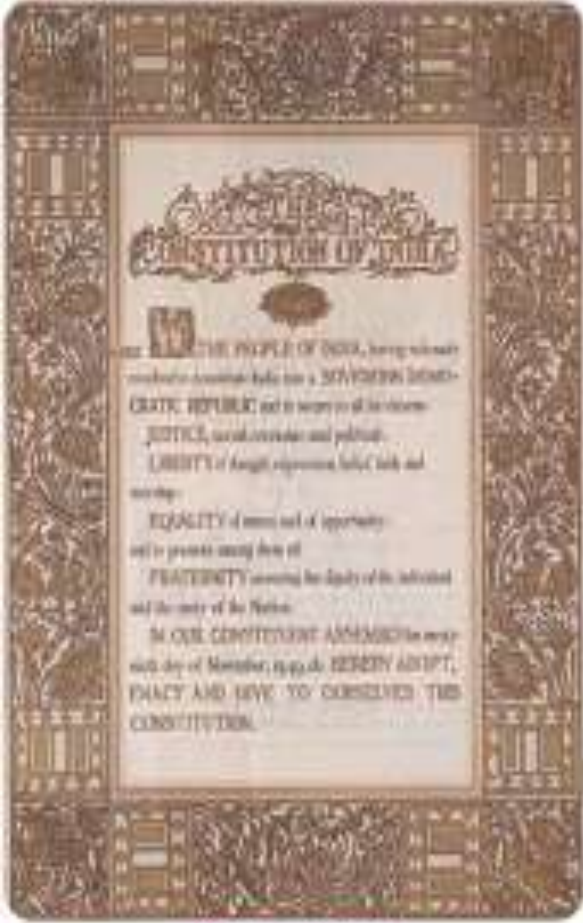 THE
CONSTITUTION OF INDIA
WE, THE PEOPLE OF INDIA, having solemnly
resolved to constitute India into a SOVEREIGN DEMO-
CRATIC REPUBLIC and to secure to all its citizens:
JUSTICE, social, economic and political;
LIBERTY of thought, expression, belief, faith and
worship;
EQUALITY of status and of opportunity;
and to promote among them all
FRATERNITY assuring the dignity of the individual
and the unity of the Nation;
IN OUR CONSTITUENT ASSEMBLY this twenty-
sixth day of November, 1949, do HEREBY ADOPT,
ENACT AND GIVE TO OURSELVES THIS
CONSTITUTION.